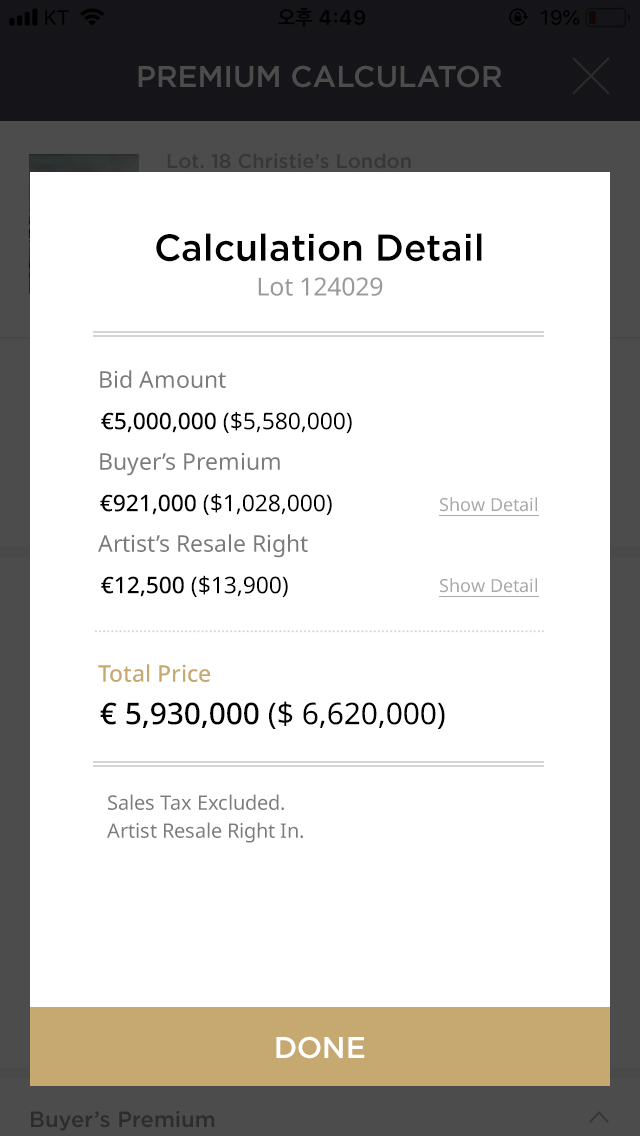 KT 오후 4:49 19%
PREMIUM CALCULATOR
Lot. 18 Christie's London
Calculation Detail
Lot 124029
Bid Amount
€5,000,000 ($5,580,000)
Buyer's Premium
€921,000 ($1,028,000) Show Detail
Artist's Resale Right
€12,500 ($13,900) Show Detail
Total Price
€ 5,930,000 ($ 6,620,000)
Sales Tax Excluded.
Artist Resale Right In.
DONE
Buyer's Premium